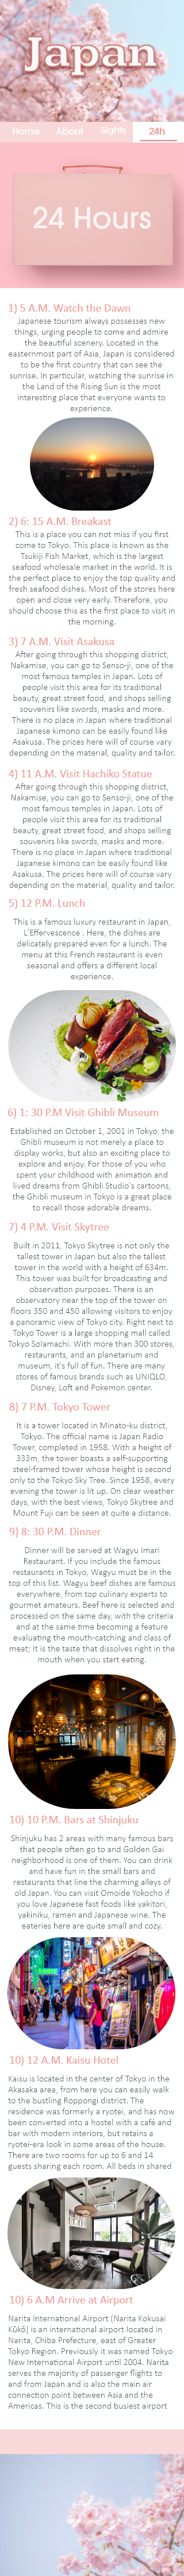 Japan
Home About Sights 24h
24 Hours
1) 5 A.M. Watch the Dawn
Japanese tourism always possesses new
things, urging people to come and admire
the beautiful scenery. Located in the
easternmost part of Asia, Japan is considered
to be the first country that can see the
sunrise. In particular, watching the sunrise in
the Land of the Rising Sun is the most
interesting place that everyone wants to
experience.
2) 6: 15 A.M. Breakast
This is a place you can not miss if you first
come to Tokyo. This place is known as the
Tsukiji Fish Market, which is the largest
seafood wholesale market in the world. It is
the perfect place to enjoy the top quality and
fresh seafood dishes. Most of the stores here
open and close very early. Therefore, you
should choose this as the first place to visit in
the morning.
3) 7 A.M. Visit Asakusa
After going through this shopping district,
Nakamise, you can go to Senso-ji, one of the
most famous temples in Japan. Lots of
people visit this area for its traditional
beauty, great street food, and shops selling
souvenirs like swords, masks and more.
There is no place in Japan where traditional
Japanese kimono can be easily found like
Asakusa. The prices here will of course vary
depending on the material, quality and tailor.
4) 11 A.M. Visit Hachiko Statue
After going through this shopping district,
Nakamise, you can go to Senso-ji, one of the
most famous temples in Japan. Lots of
people visit this area for its traditional
beauty, great street food, and shops selling
souvenirs like swords, masks and more.
There is no place in Japan where traditional
Japanese kimono can be easily found like
Asakusa. The prices here will of course vary
depending on the material, quality and tailor.
5) 12 P.M. Lunch
This is a famous luxury restaurant in Japan,
L'Effervescence . Here, the dishes are
delicately prepared even for a lunch. The
menu at this French restaurant is even
seasonal and offers a different local
experience.
6) 1: 30 P.M Visit Ghibli Museum
Established on October 1, 2001 in Tokyo, the
Ghibli museum is not merely a place to
display works, but also an exciting place to
explore and enjoy. For those of you who
spent your childhood with animation and
lived dreams from Ghibli Studio's cartoons,
the Ghibli museum in Tokyo is a great place
to recall those adorable dreams.
7) 4 P.M. Visit Skytree
Built in 2011, Tokyo Skytree is not only the
tallest tower in Japan but also the tallest
tower in the world with a height of 634m.
This tower was built for broadcasting and
observation purposes. There is an
observatory near the top of the tower on
floors 350 and 450 allowing visitors to enjoy
a panoramic view of Tokyo city. Right next to
Tokyo Tower is a large shopping mall called
Tokyo Solamachi. With more than 300 stores,
restaurants, and an planetarium and
museum, it's full of fun. There are many
stores of famous brands such as UNIQLO,
Disney, Loft and Pokemon center.
8) 7 P.M. Tokyo Tower
It is a tower located in Minato-ku district,
Tokyo. The official name is Japan Radio
Tower, completed in 1958. With a height of
333m, the tower boasts a self-supporting
steel-frame tower whose height is second
only to the Tokyo Sky Tree. Since 1958, every
evening the tower is lit up. On clear weather
days, with the best views, Tokyo Skytree and
Mount Fuji can be seen at quite a distance.
9) 8: 30 P.M. Dinner
Dinner will be served at Wagyu Imari
Restaurant. If you include the famous
restaurants in Tokyo, Wagyu must be in the
top of this list. Wagyu beef dishes are famous
everywhere, from top culinary experts to
gourmet amateurs. Beef here is selected and
processed on the same day, with the criteria
and at the same time becoming a feature
evaluating the mouth-catching and class of
meat; It is the taste that dissolves right in the
mouth when you start eating.
10) 10 P.M. Bars at Shinjuku
Shinjuku has 2 areas with many famous bars
that people often go to and Golden Gai
neighborhood is one of them. You can drink
and have fun in the small bars and
restaurants that line the charming alleys of
old Japan. You can visit Omoide Yokocho if
you love Japanese fast foods like yakitori,
yakiniku, ramen and Japanese wine. The
eateries here are quite small and cozy.
10) 12 A.M. Kaisu Hotel
Kaisu is located in the center of Tokyo in the
Akasaka area, from here you can easily walk
to the bustling Roppongi district. The
residence was formerly a ryotei, and has now
been converted into a hostel with a café and
bar with modern interiors, but retains a
ryotei-era look in some areas of the house.
There are two rooms for up to 6 and 14
guests sharing each room. All beds in shared
10) 6 A.M Arrive at Airport
Narita International Airport (Narita Kokusai
Kūkō) is an international airport located in
Narita, Chiba Prefecture, east of Greater
Tokyo Region. Previously it was named Tokyo
New International Airport until 2004. Narita
serves the majority of passenger flights to
and from Japan and is also the main air
connection point between Asia and the
Americas. This is the second busiest airport